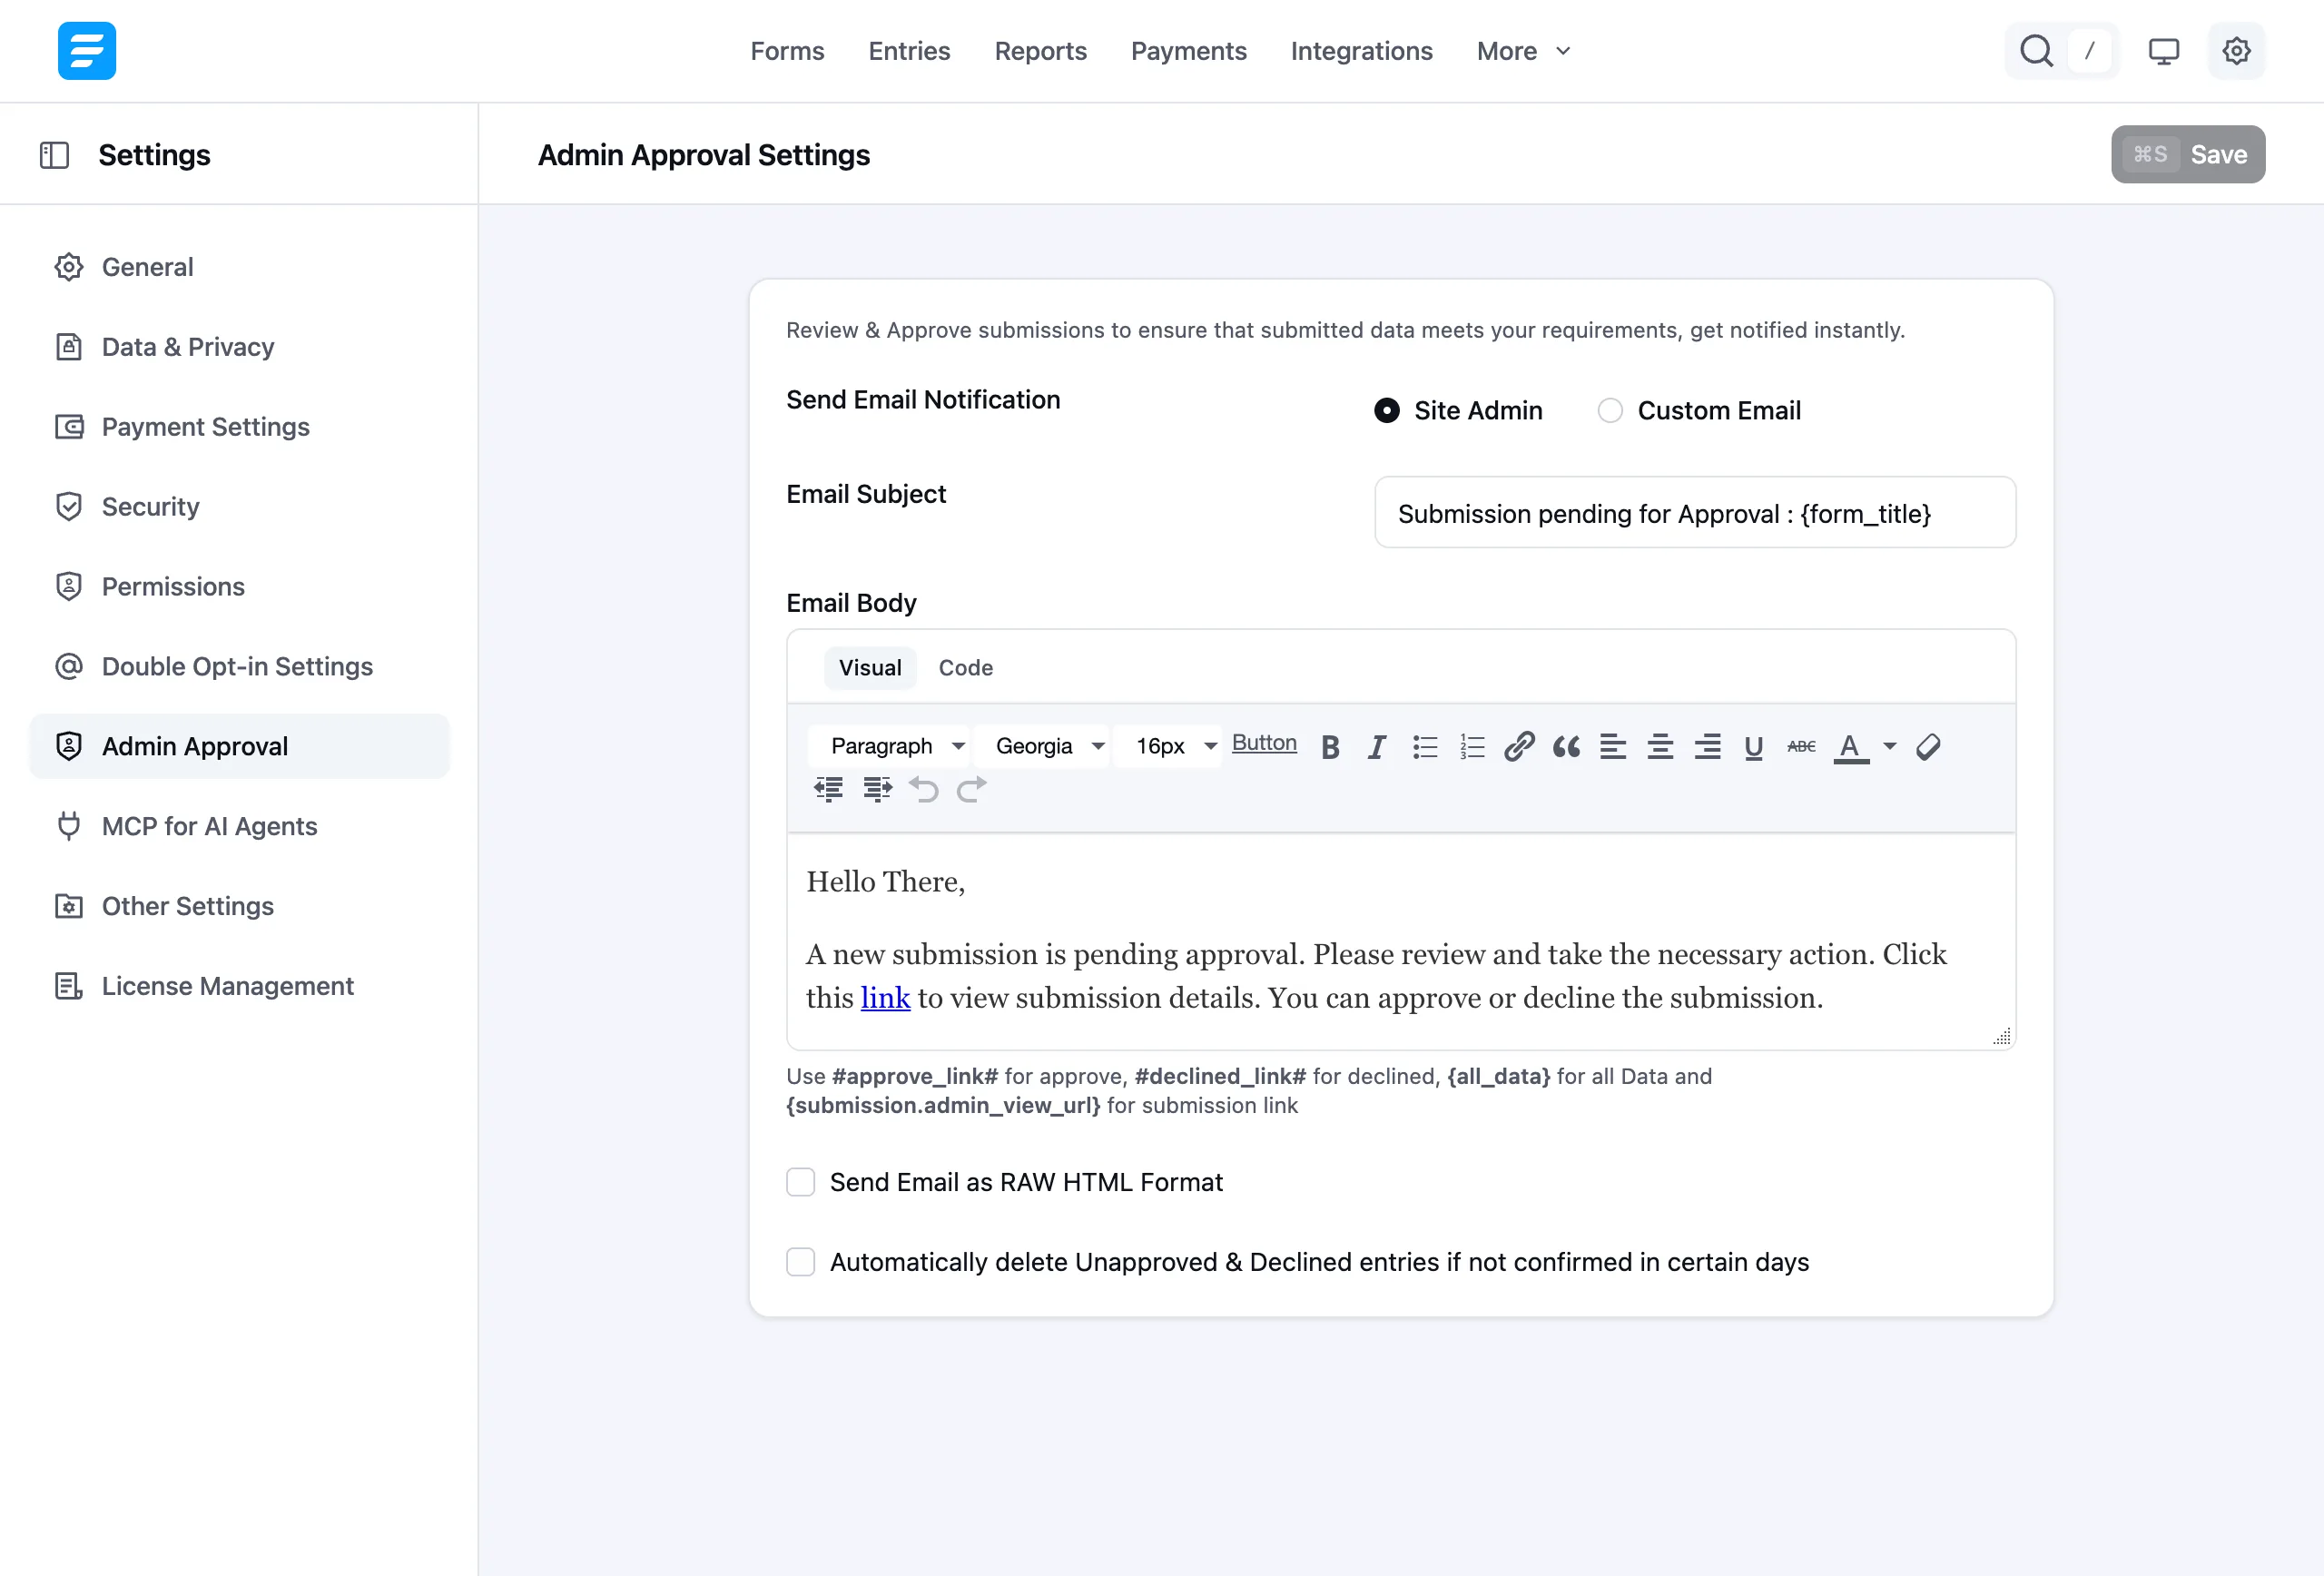 Forms Entries Reports Payments Integrations More /
Settings
Admin Approval Settings
⌘S Save
General
Data & Privacy
Payment Settings
Security
Permissions
Double Opt-in Settings
Admin Approval
MCP for AI Agents
Other Settings
License Management
Review & Approve submissions to ensure that submitted data meets your requirements, get notified instantly.
Send Email Notification
Site Admin Custom Email
Email Subject
Submission pending for Approval : {form_title}
Email Body
Visual Code
Paragraph Georgia 16px Button B I U ABC A
Hello There,
A new submission is pending approval. Please review and take the necessary action. Click
this link to view submission details. You can approve or decline the submission.
Use #approve_link# for approve, #declined_link# for declined, {all_data} for all Data and
{submission.admin_view_url} for submission link
Send Email as RAW HTML Format
Automatically delete Unapproved & Declined entries if not confirmed in certain days